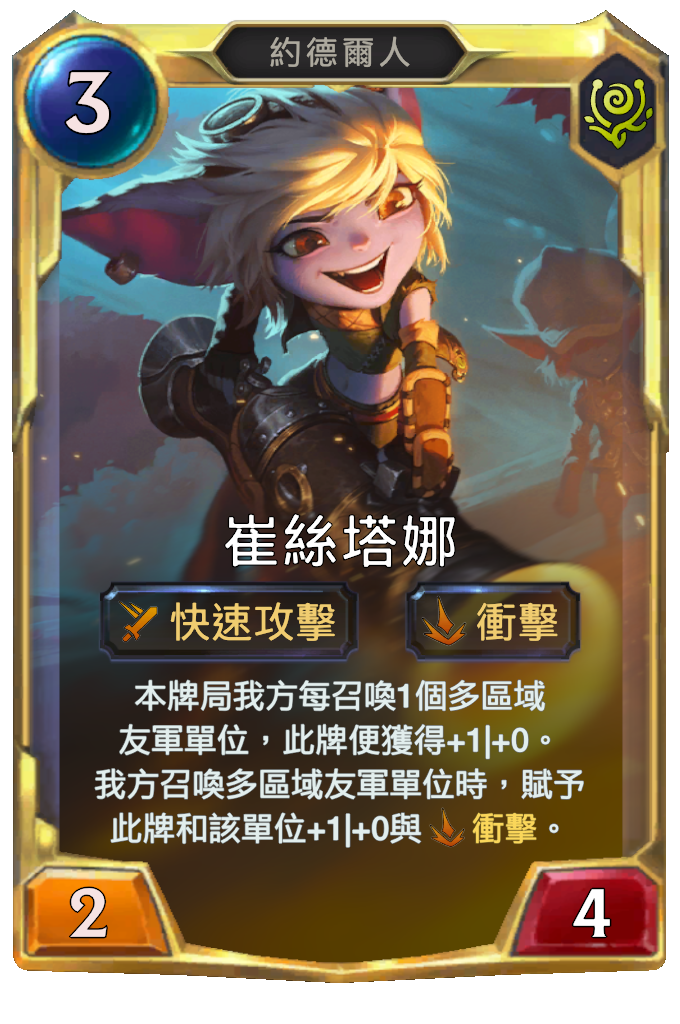 約德爾人
3
崔絲塔娜
快速攻擊 衝擊
本牌局我方每召喚1個多區域
友軍單位，此牌便獲得+1|+0。
我方召喚多區域友軍單位時，賦予
此牌和該單位+1|+0與 衝擊。
2 4